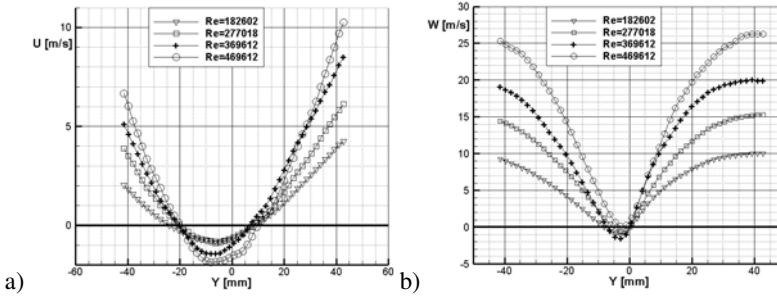 Re=182602
Re=277018
Re=369612
Re=469612
U [m/s]
10
5
0
-60 -40 -20 0 20 40 60
Y [mm]
a)
Re=182602
Re=277018
Re=369612
Re=469612
W [m/s]
30
25
20
15
10
5
0
-5
-40 -20 0 20 40
Y [mm]
b)